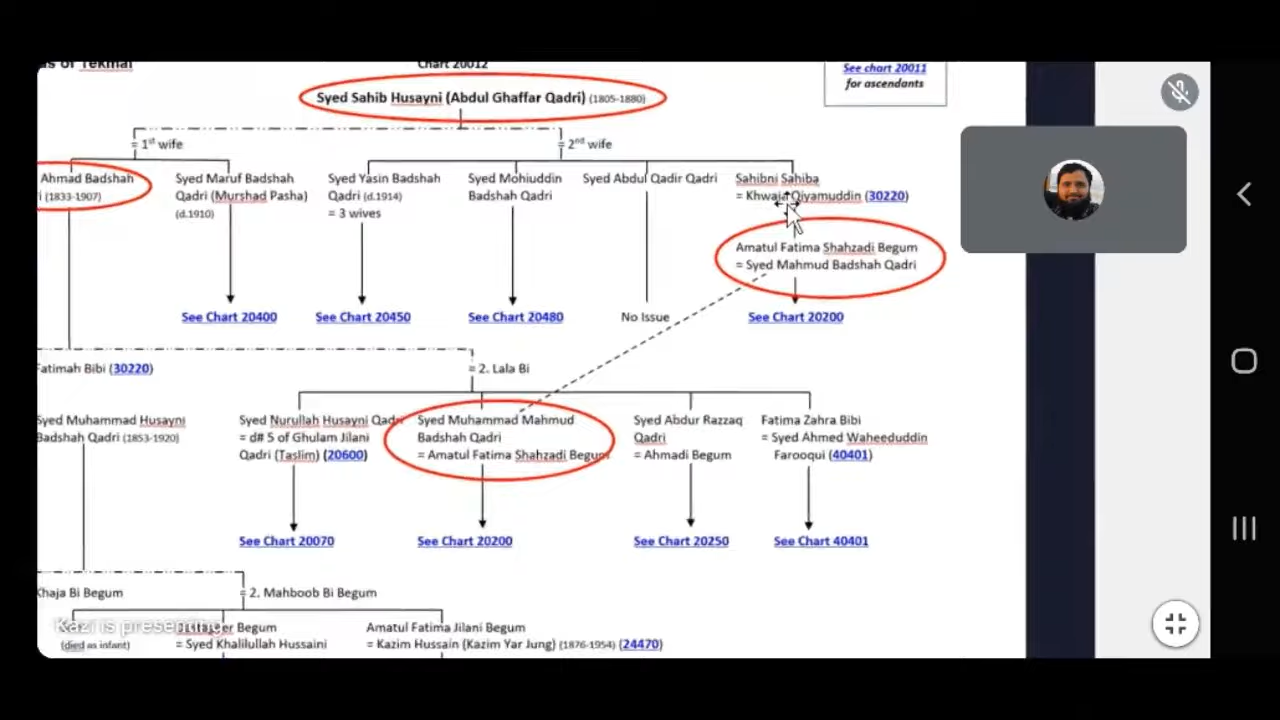 as of Tekmal
Chart 20012
See chart 20011
for ascendants
Syed Sahib Husayni (Abdul Ghaffar Qadri) (1805-1880)
= 1st wife
= 2nd wife
Ahmad Badshah
i (1833-1907)
Syed Maruf Badshah
Qadri (Murshad Pasha)
(d.1910)
Syed Yasin Badshah
Qadri (d.1914)
= 3 wives
Syed Mohiuddin
Badshah Qadri
Syed Abdul Qadir Qadri
Sahibni Sahiba
= Khwaja Qiyamuddin (30220)
Amatul Fatima Shahzadi Begum
= Syed Mahmud Badshah Qadri
See Chart 20400
See Chart 20450
See Chart 20480
No Issue
See Chart 20200
Fatimah Bibi (30220)
= 2. Lala Bi
Syed Muhammad Husayni
Badshah Qadri (1853-1920)
Syed Nurullah Husayni Qadri
= d# 5 of Ghulam Jilani
Qadri (Taslim) (20600)
Syed Muhammad Mahmud
Badshah Qadri
= Amatul Fatima Shahzadi Begum
Syed Abdur Razzaq
Qadri
= Ahmadi Begum
Fatima Zahra Bibi
= Syed Ahmed Waheeduddin
Farooqui (40401)
See Chart 20070
See Chart 20200
See Chart 20250
See Chart 40401
Khaja Bi Begum
= 2. Mahboob Bi Begum
Kazi is presenting
(died as infant)
er Begum
= Syed Khalilullah Hussaini
Amatul Fatima Jilani Begum
= Kazim Hussain (Kazim Yar Jung) (1876-1954) (24470)